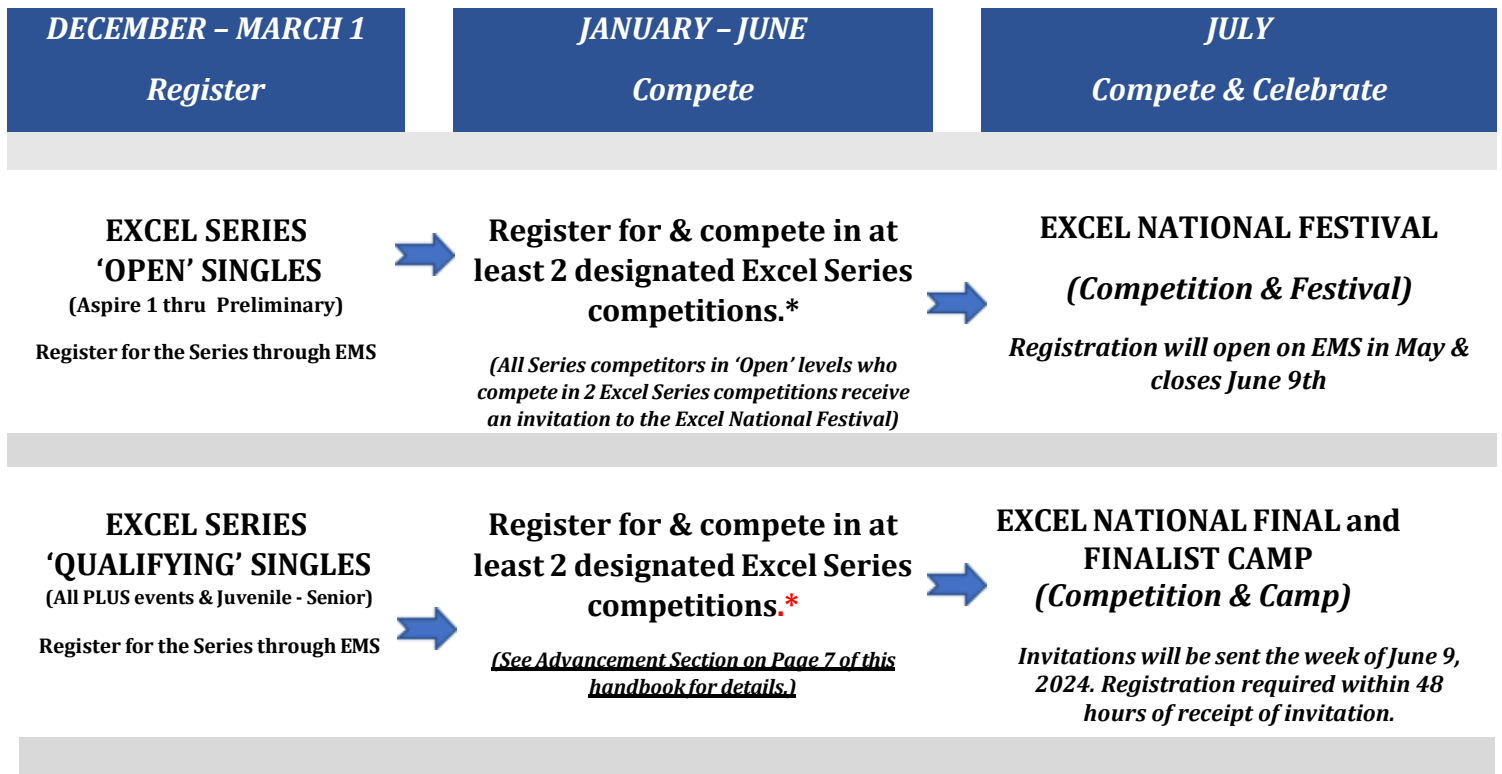 DECEMBER – MARCH 1
Register
JANUARY – JUNE
Compete
JULY
Compete & Celebrate
EXCEL SERIES
‘OPEN’ SINGLES
(Aspire 1 thru Preliminary)
Register for the Series through EMS
Register for & compete in at
least 2 designated Excel Series
competitions.*
(All Series competitors in ‘Open’ levels who
compete in 2 Excel Series competitions receive
an invitation to the Excel National Festival)
EXCEL NATIONAL FESTIVAL
(Competition & Festival)
Registration will open on EMS in May &
closes June 9th
EXCEL SERIES
‘QUALIFYING’ SINGLES
(All PLUS events & Juvenile - Senior)
Register for the Series through EMS
Register for & compete in at
least 2 designated Excel Series
competitions.*
(See Advancement Section on Page 7 of this
handbook for details.)
EXCEL NATIONAL FINAL and
FINALIST CAMP
(Competition & Camp)
Invitations will be sent the week of June 9,
2024. Registration required within 48
hours of receipt of invitation.